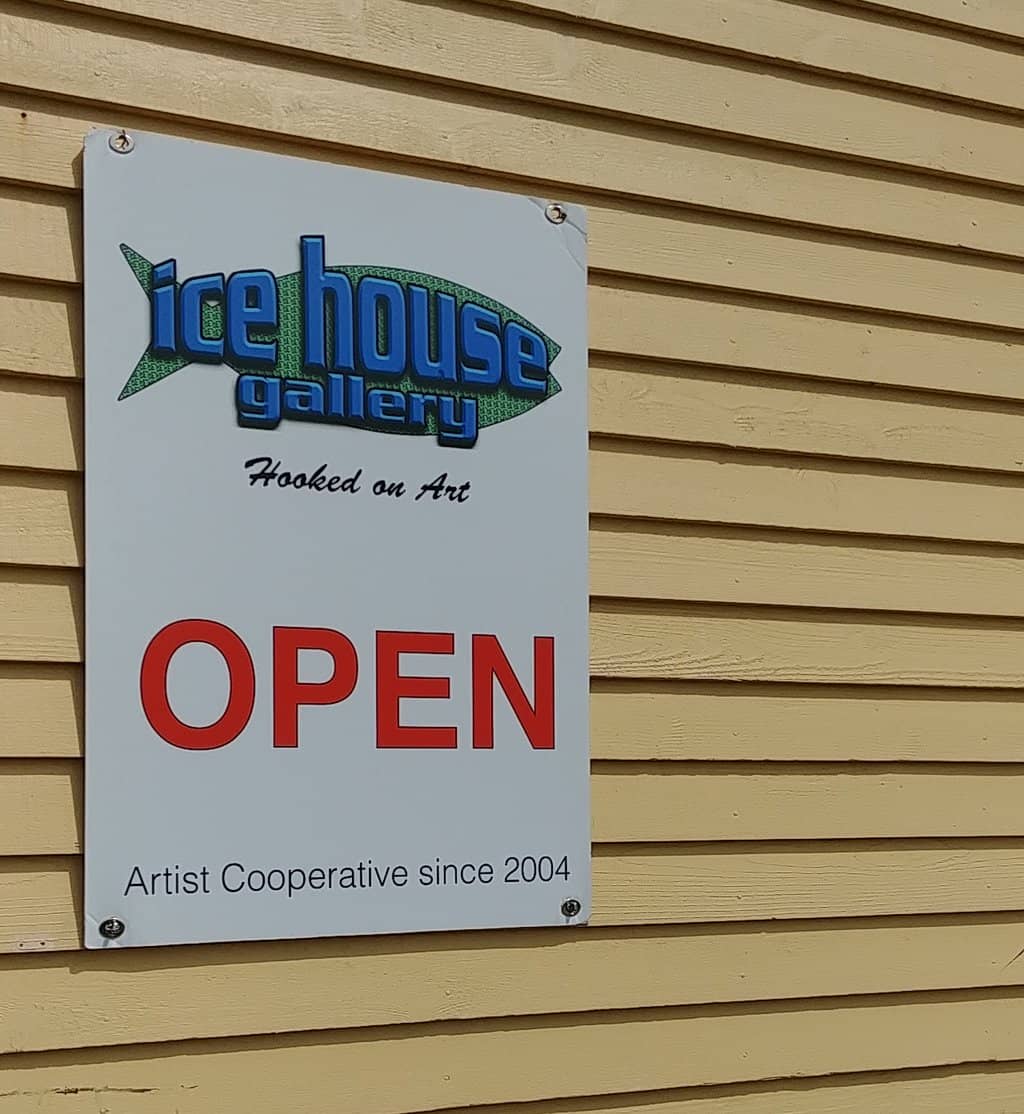 ice house
gallery
Hooked on Art
OPEN
Artist Cooperative since 2004